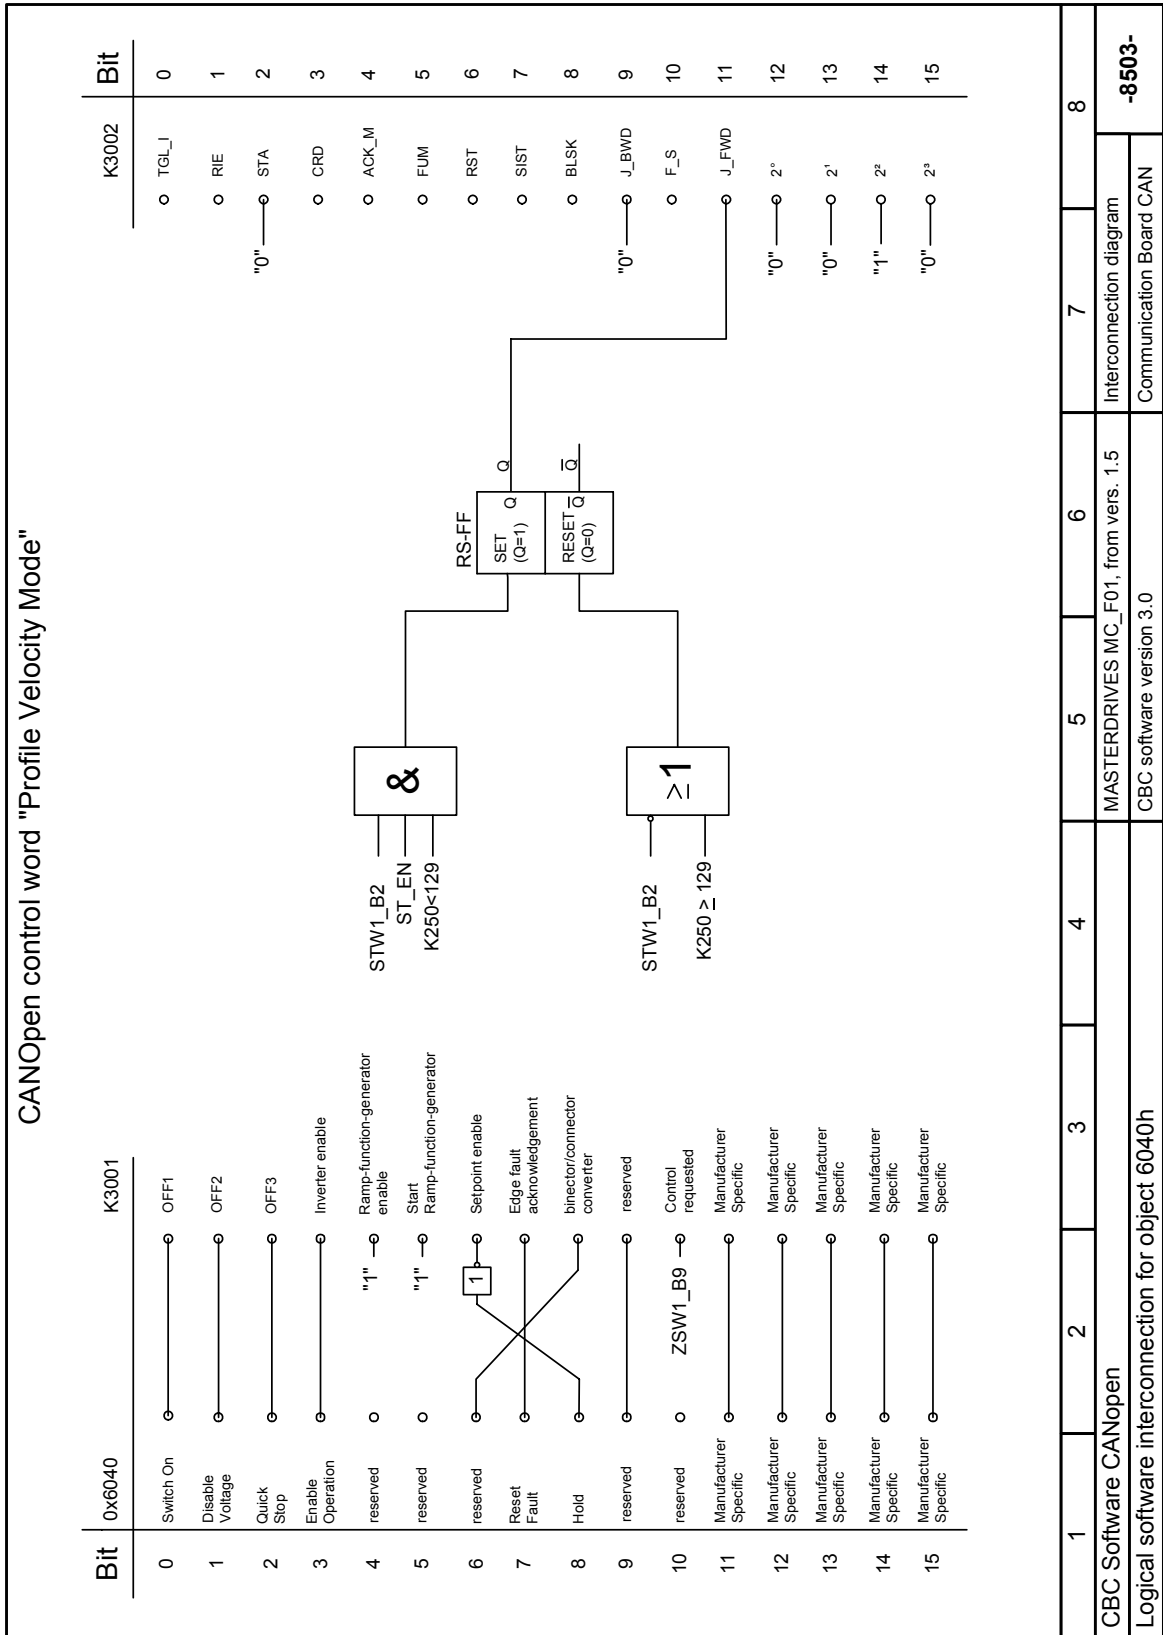 CANOpen control word "Profile Velocity Mode"
Bit 0x6040
K3001
K3002 Bit
0 Switch On
OFF1
TGL_I 0
1 Disable
Voltage
OFF2
RIE 1
2 Quick
Stop
OFF3
"0" STA 2
3 Enable
Operation
Inverter enable
CRD 3
4 reserved
"1" Ramp-function-generator
enable
ACK_M 4
5 reserved
"1" Start
Ramp-function-generator
FUM 5
6 reserved
1 Setpoint enable
RST 6
7 Reset
Fault
Edge fault
acknowledgement
SIST 7
8 Hold
binector/connector
converter
BLSK 8
9 reserved
reserved
"0" J_BWD 9
10 reserved
ZSW1_B9 Control
requested
F_S 10
11 Manufacturer
Specific
Manufacturer
Specific
J_FWD 11
12 Manufacturer
Specific
Manufacturer
Specific
"0" 2° 12
13 Manufacturer
Specific
Manufacturer
Specific
"0" 2¹ 13
14 Manufacturer
Specific
Manufacturer
Specific
"1" 2² 14
15 Manufacturer
Specific
Manufacturer
Specific
"0" 2³ 15
STW1_B2
ST_EN
K250<129
&
STW1_B2
K250 ≥ 129
≥1
RS-FF
SET
(Q=1)
Q Q
RESET
(Q=0)
Q̅ Q̅
1 2 3 4 5 6 7 8
CBC Software CANopen
MASTERDRIVES MC_F01, from vers. 1.5
Interconnection diagram
-8503-
Logical software interconnection for object 6040h
CBC software version 3.0
Communication Board CAN